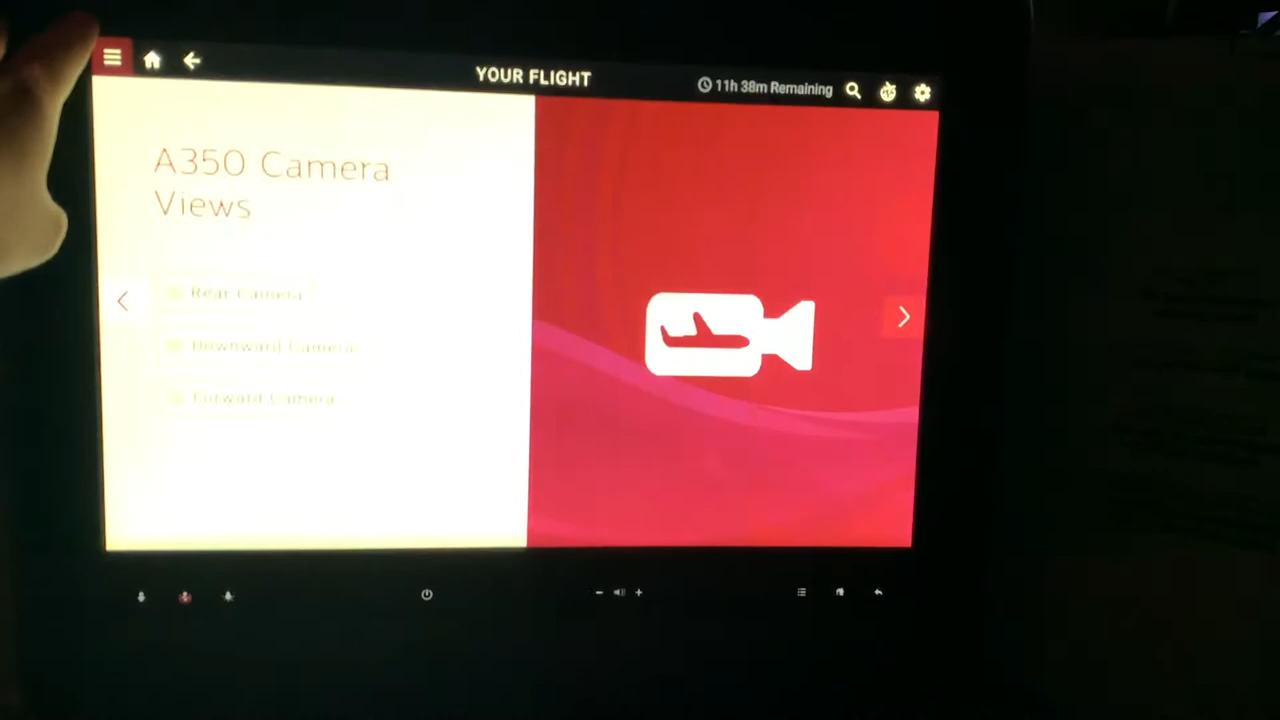 YOUR FLIGHT
11h 38m Remaining
A350 Camera
Views
Rear Camera
Downward Camera
Forward Camera